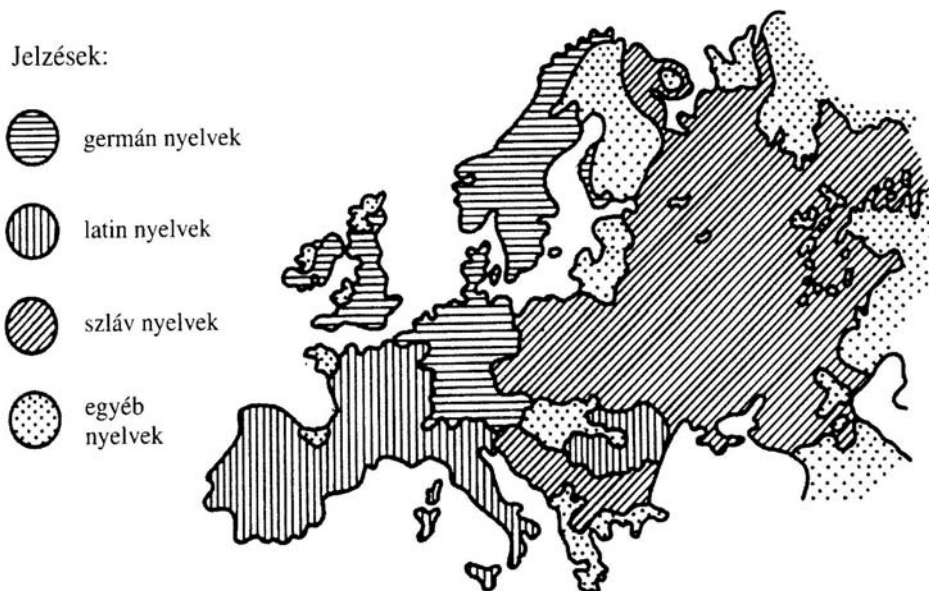 Jelzések:
germán nyelvek
latin nyelvek
szláv nyelvek
egyéb
nyelvek